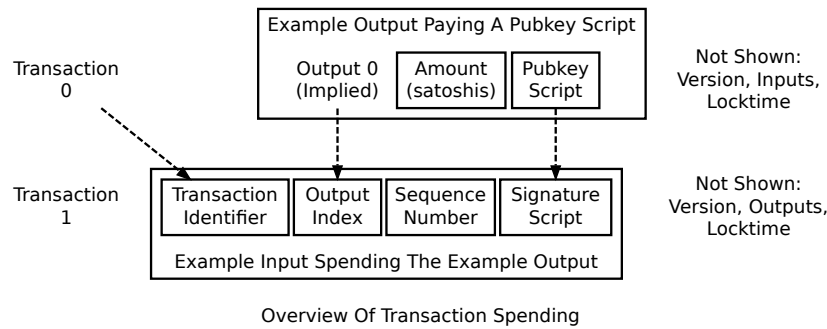 Example Output Paying A Pubkey Script
Transaction
0
Output 0
(Implied)
Amount
(satoshis)
Pubkey
Script
Not Shown:
Version, Inputs,
Locktime
Transaction
1
Transaction
Identifier
Output
Index
Sequence
Number
Signature
Script
Not Shown:
Version, Outputs,
Locktime
Example Input Spending The Example Output
Overview Of Transaction Spending